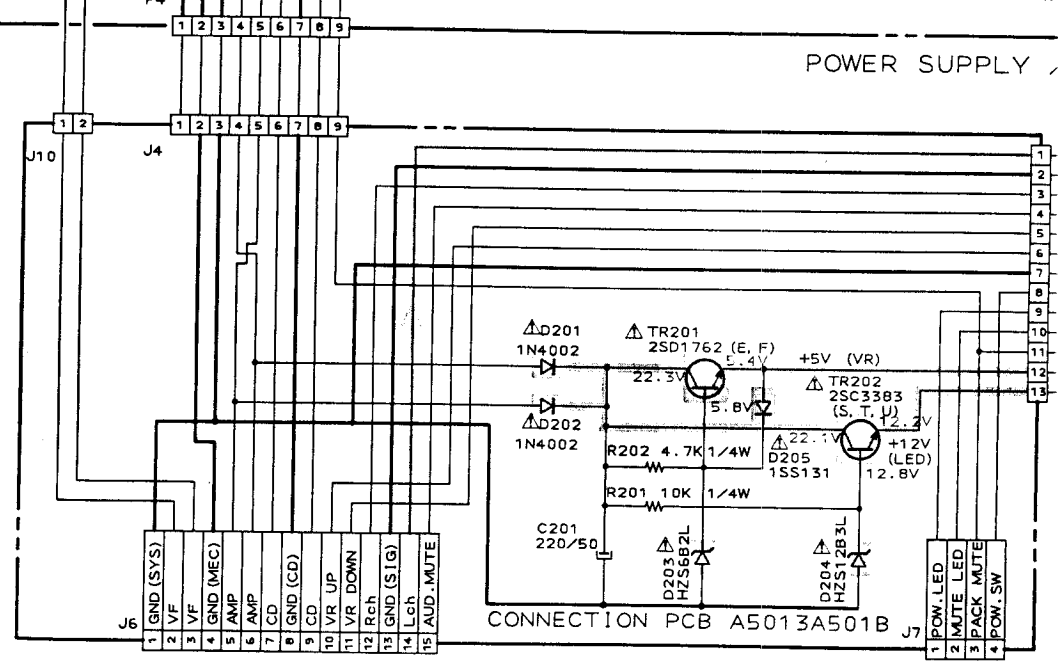 1 2 3 4 5 6 7 8 9
POWER SUPPLY
1 2
1 2 3 4 5 6 7 8 9
J10
J4
1
2
3
4
5
6
7
8
9
10
11
12
13
⚠D201
1N4002
⚠ TR201
2SD1762 (E, F)
5.4V
22.3V
+5V (VR)
⚠ TR202
2SC3383
(S, T, U)
5.8V
12.2V
⚠D202
1N4002
22.1V
+12V
(LED)
12.8V
R202 4.7K 1/4W
⚠
D205
1SS131
R201 10K 1/4W
C201
220/50
D203⚠
HZS6B2L
D204⚠
HZS12B3L
CONNECTION PCB A5013A501B
J6
1 GND(SYS)
2 VF
3 VF
4 GND(MEC)
5 AMP
6 AMP
7 CD
8 GND(CD)
9 CD
10 VR UP
11 VR DOWN
12 Rch
13 GND(SIG)
14 Lch
15 AUD.MUTE
J7
1 POW.LED
2 MUTE LED
3 PACK MUTE
4 POW.SW